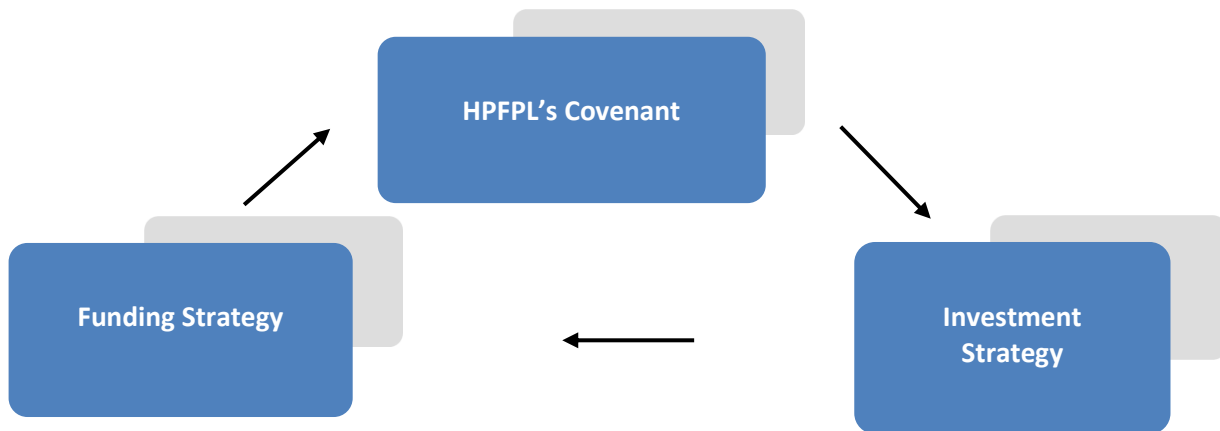 HPFPL’s Covenant
Funding Strategy
Investment
Strategy